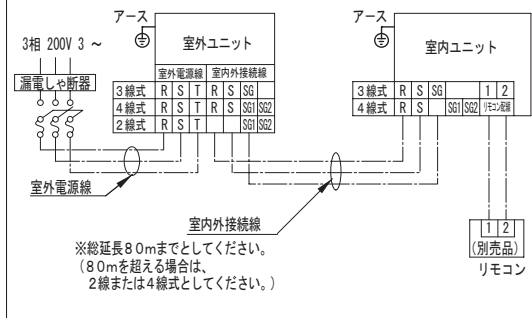 アース
3相 200V 3 ~
漏電しゃ断器
室外ユニット
室外電源線 室内外接続線
3線式 R S T R S SG
4線式 R S T R S SG1 SG2
2線式 R S T SG1 SG2
室外電源線
室内外接続線
※総延長80mまでとしてください。
(80mを超える場合は、
2線または4線式としてください。)
アース
室内ユニット
3線式 R S SG 1 2
4線式 R S SG1 SG2 リモコン配線
1 2
(別売品)
リモコン